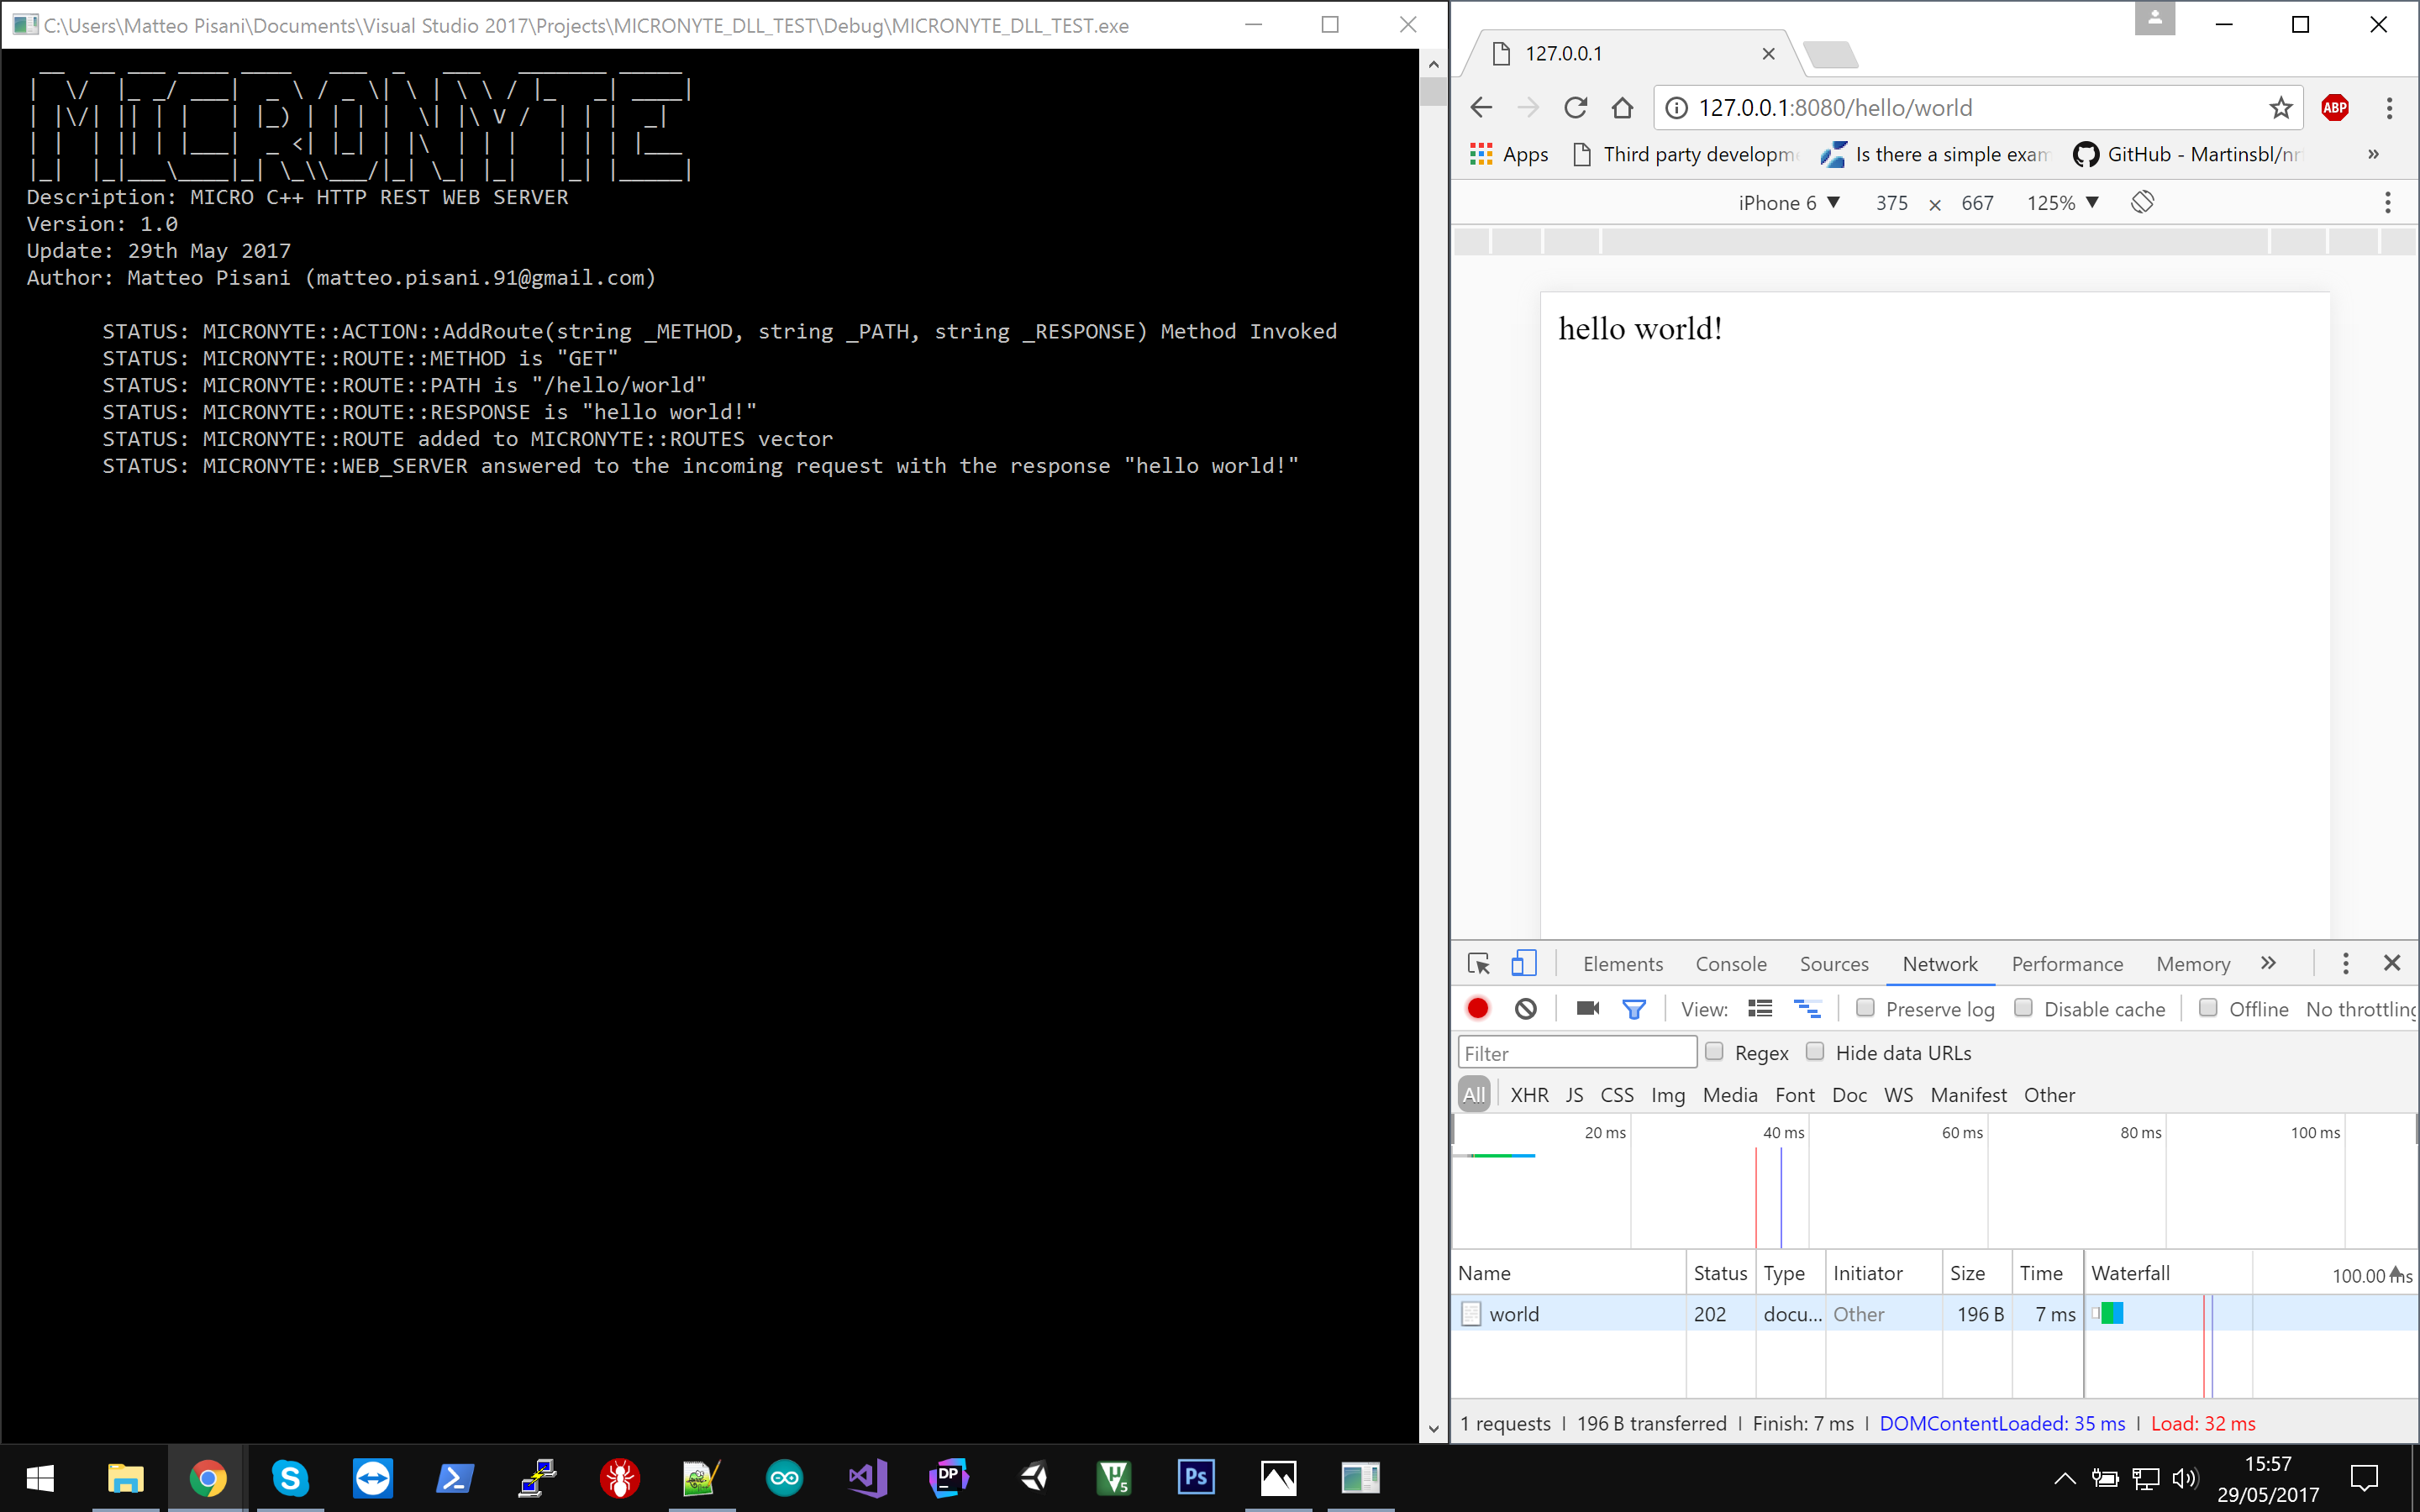 C:\Users\Matteo Pisani\Documents\Visual Studio 2017\Projects\MICRONYTE_DLL_TEST\Debug\MICRONYTE_DLL_TEST.exe
MICRONYTE
Description: MICRO C++ HTTP REST WEB SERVER
Version: 1.0
Update: 29th May 2017
Author: Matteo Pisani (matteo.pisani.91@gmail.com)
STATUS: MICRONYTE::ACTION::AddRoute(string _METHOD, string _PATH, string _RESPONSE) Method Invoked
STATUS: MICRONYTE::ROUTE::METHOD is "GET"
STATUS: MICRONYTE::ROUTE::PATH is "/hello/world"
STATUS: MICRONYTE::ROUTE::RESPONSE is "hello world!"
STATUS: MICRONYTE::ROUTE added to MICRONYTE::ROUTES vector
STATUS: MICRONYTE::WEB_SERVER answered to the incoming request with the response "hello world!"
127.0.0.1
127.0.0.1:8080/hello/world
ABP
Apps Third party developm Is there a simple exam GitHub - Martinsbl/nr
iPhone 6 ▼ 375 × 667 125% ▼
hello world!
Elements Console Sources Network Performance Memory »
View: Preserve log Disable cache Offline No throttling
Filter Regex Hide data URLs
All XHR JS CSS Img Media Font Doc WS Manifest Other
20 ms 40 ms 60 ms 80 ms 100 ms
Name Status Type Initiator Size Time Waterfall 100.00 ms
world 202 docu... Other 196 B 7 ms
1 requests | 196 B transferred | Finish: 7 ms | DOMContentLoaded: 35 ms | Load: 32 ms
S DP µ5 Ps
15:57
29/05/2017